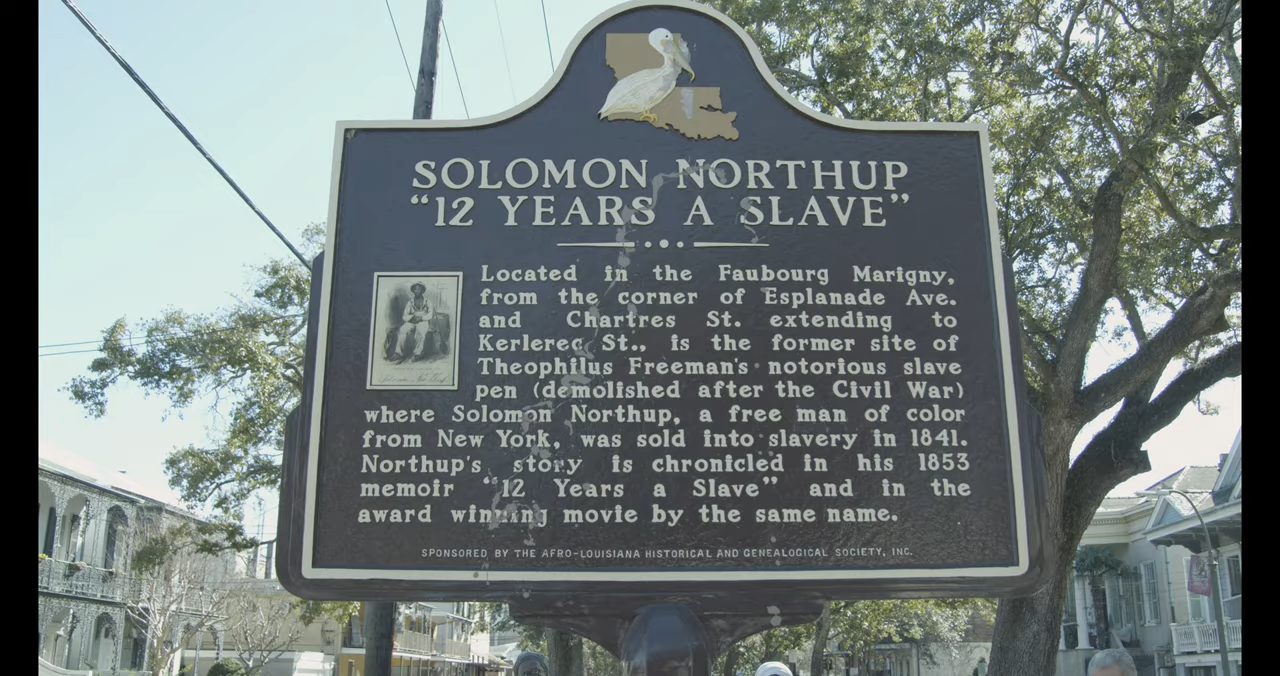 SOLOMON NORTHUP
"12 YEARS A SLAVE"
Located in the Faubourg Marigny,
from the corner of Esplanade Ave.
and Chartres St. extending to
Kerlerec St., is the former site of
Theophilus Freeman's notorious slave
pen (demolished after the Civil War)
where Solomon Northup, a free man of color
from New York, was sold into slavery in 1841.
Northup's story is chronicled in his 1853
memoir "12 Years a Slave" and in the
award winning movie by the same name.
SPONSORED BY THE AFRO-LOUISIANA HISTORICAL AND GENEALOGICAL SOCIETY, INC.